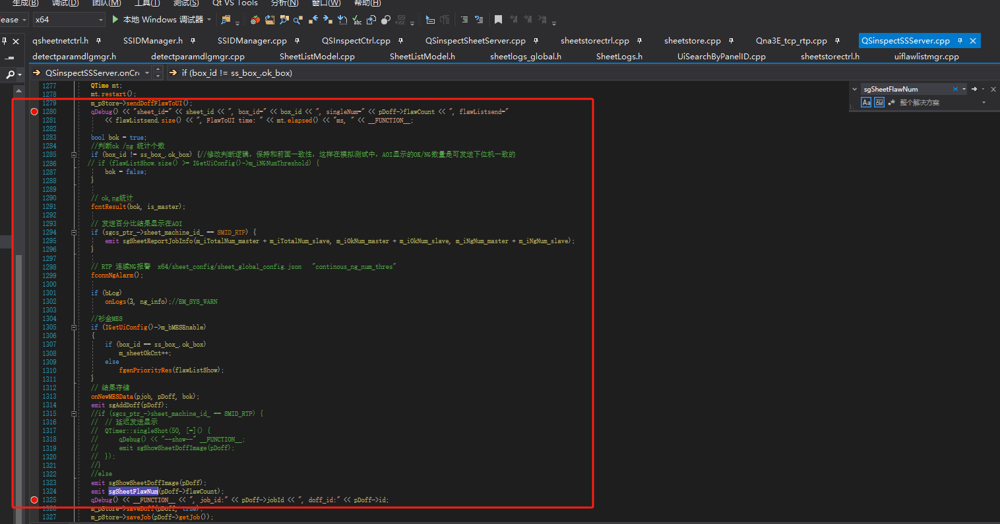 生成(B) 调试(D) 团队(M) 工具(T) 测试(S) Qt VS Tools 分析(N) 窗口(W) 帮助(H)
ease x64 本地 Windows 调试器
qsheetnetctrl.h SSIDManager.h SSIDManager.cpp QSInspectCtrl.cpp QSinspectSheetServer.cpp sheetstorectrl.cpp sheetstore.cpp Qna3E_tcp_rtp.cpp QSinspectSSServer.cpp
detectparamdlgmgr.h detectparamdlgmgr.cpp SheetListModel.cpp SheetListModel.h sheetlogs_global.h SheetLogs.h UiSearchByPanelID.cpp sheetstorectrl.h uiflawlistmgr.cpp
QSinspectSSServer.onCre if (box_id != ss_box_.ok_box)
sgSheetFlawNum
Aa 整个解决方案
1277 QTime mt;
1278 mt.restart();
1279 m_pStore->sendDoffFlawToUI();
1280 qDebug() << "sheet_id=" << sheet_id << ", box_id=" << box_id << ", singleNum=" << pDoff->flawCount << ", flawListsend="
1281 << flawListsend.size() << ", FlawToUI time: " << mt.elapsed() << "ms, " << __FUNCTION__;
1282
1283 bool bok = true;
1284 //判断ok /ng 统计个数
1285 if (box_id != ss_box_.ok_box) {//修改判断逻辑，保持和前面一致性，这样在模拟测试中，AOI显示的OK/NG数量是可发送下位机一致的
1286 // if (flawListShow.size() >= IGetUiConfig()->m_iNGNumThreshold) {
1287 bok = false;
1288 }
1289
1290 // ok,ng统计
1291 fcntResult(bok, is_master);
1292
1293 // 发送百分比结果显示在AOI
1294 if (sgcs_ptr_->sheet_machine_id_ == SMID_RTP) {
1295 emit sgSheetReportJobInfo(m_iTotalNum_master + m_iTotalNum_slave, m_iOkNum_master + m_iOkNum_slave, m_iNgNum_master + m_iNgNum_slave);
1296 }
1297
1298 // RTP 连续NG报警 x64/sheet_config/sheet_global_config.json "continous_ng_num_thres"
1299 fconnNgAlarm();
1300
1301 if (bLog)
1302 onLogs(3, ng_info);//EM_SYS_WARN
1303
1304 //衫金MES
1305 if (IGetUiConfig()->m_bMESEnable)
1306 {
1307 if (box_id == ss_box_.ok_box)
1308 m_sheetOkCnt++;
1309 else
1310 fgenPriorityRes(flawListShow);
1311 }
1312 // 结果存储
1313 onNewMESData(pjob, pDoff, bok);
1314 emit sgAddDoff(pDoff);
1315 //if (sgcs_ptr_->sheet_machine_id_ == SMID_RTP) {
1316 // // 延迟发送显示
1317 // QTimer::singleShot(50, [=]() {
1318 // qDebug() << "--show--" __FUNCTION__;
1319 // emit sgShowSheetDoffImage(pDoff);
1320 // });
1321 //}
1322 //else
1323 emit sgShowSheetDoffImage(pDoff);
1324 emit sgSheetFlawNum(pDoff->flawCount);
1325 qDebug() << __FUNCTION__ << ", job_id:" << pDoff->jobId << ", doff_id:" << pDoff->id;
1326 m_pStore->saveDoff(pDoff, true);
1327 m_pStore->saveJob(pDoff->getJob());